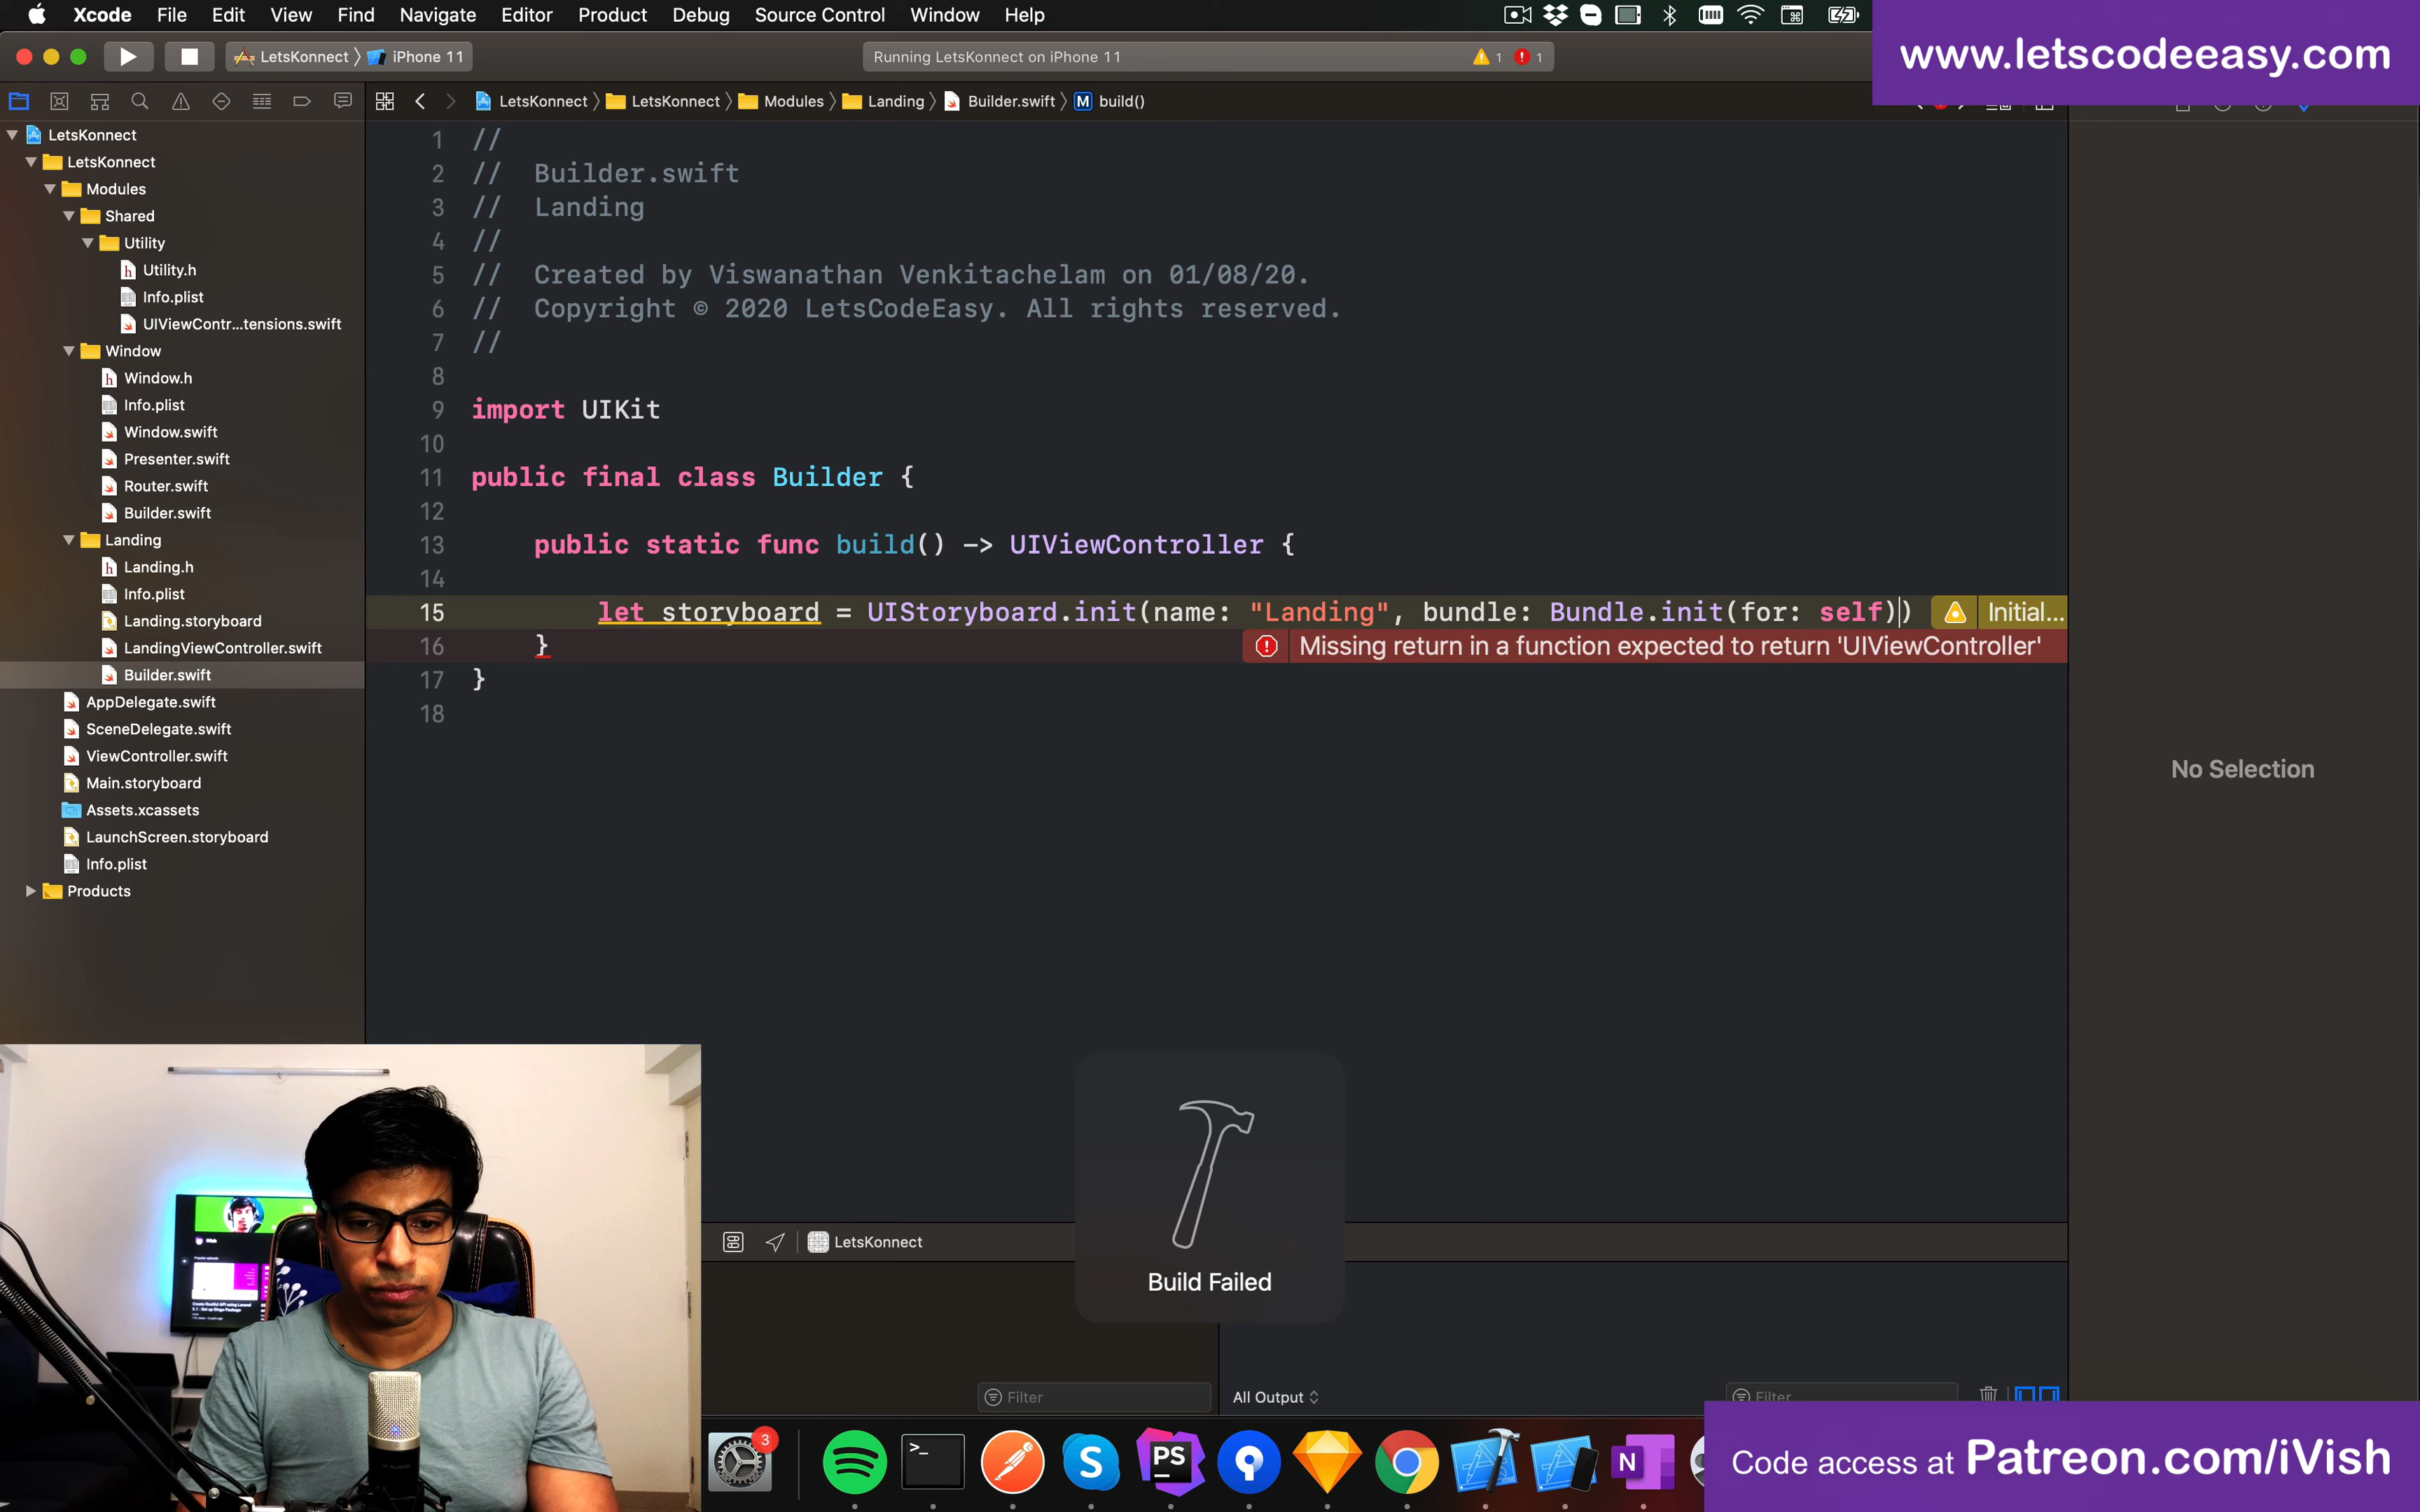 Xcode File Edit View Find Navigate Editor Product Debug Source Control Window Help
www.letscodeeasy.com
LetsKonnect iPhone 11
Running LetsKonnect on iPhone 11 1 1
LetsKonnect LetsKonnect Modules Landing Builder.swift M build()
LetsKonnect
LetsKonnect
Modules
Shared
Utility
Utility.h
Info.plist
UIViewContr...tensions.swift
Window
Window.h
Info.plist
Window.swift
Presenter.swift
Router.swift
Builder.swift
Landing
Landing.h
Info.plist
Landing.storyboard
LandingViewController.swift
Builder.swift
AppDelegate.swift
SceneDelegate.swift
ViewController.swift
Main.storyboard
Assets.xcassets
LaunchScreen.storyboard
Info.plist
Products
1 //
2 // Builder.swift
3 // Landing
4 //
5 // Created by Viswanathan Venkitachelam on 01/08/20.
6 // Copyright © 2020 LetsCodeEasy. All rights reserved.
7 //
8
9 import UIKit
10
11 public final class Builder {
12
13 public static func build() -> UIViewController {
14
15 let storyboard = UIStoryboard.init(name: "Landing", bundle: Bundle.init(for: self)) Initial...
16 } Missing return in a function expected to return 'UIViewController'
17 }
18
No Selection
Build Failed
LetsKonnect
Filter
All Output
Filter
3
PS
S
N
Code access at Patreon.com/iVish